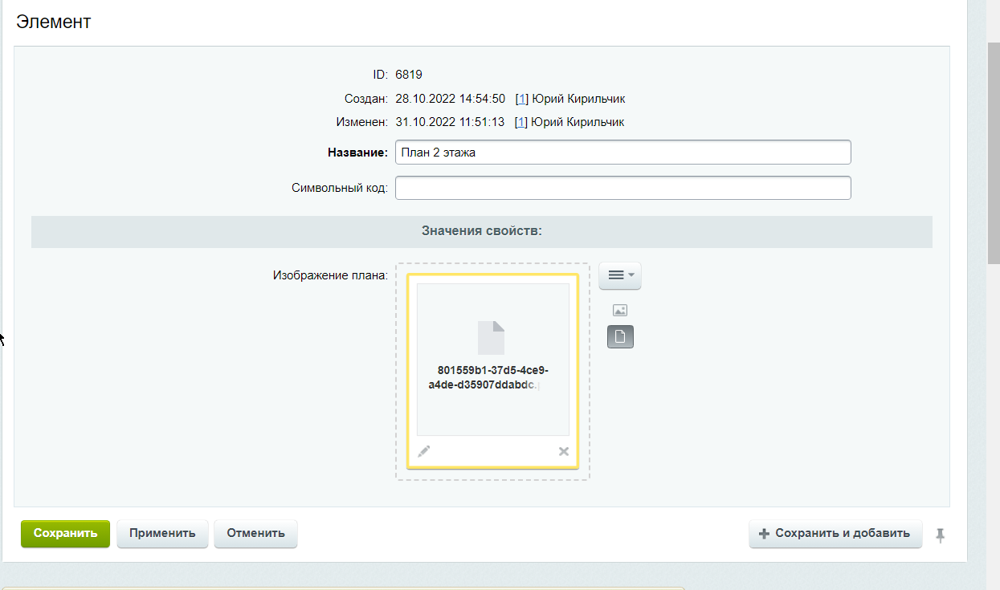 Элемент
ID: 6819
Создан: 28.10.2022 14:54:50 [1] Юрий Кирильчик
Изменен: 31.10.2022 11:51:13 [1] Юрий Кирильчик
Название: План 2 этажа
Символьный код:
Значения свойств:
Изображение плана:
801559b1-37d5-4ce9-
a4de-d35907ddabdc.
Сохранить Применить Отменить Сохранить и добавить